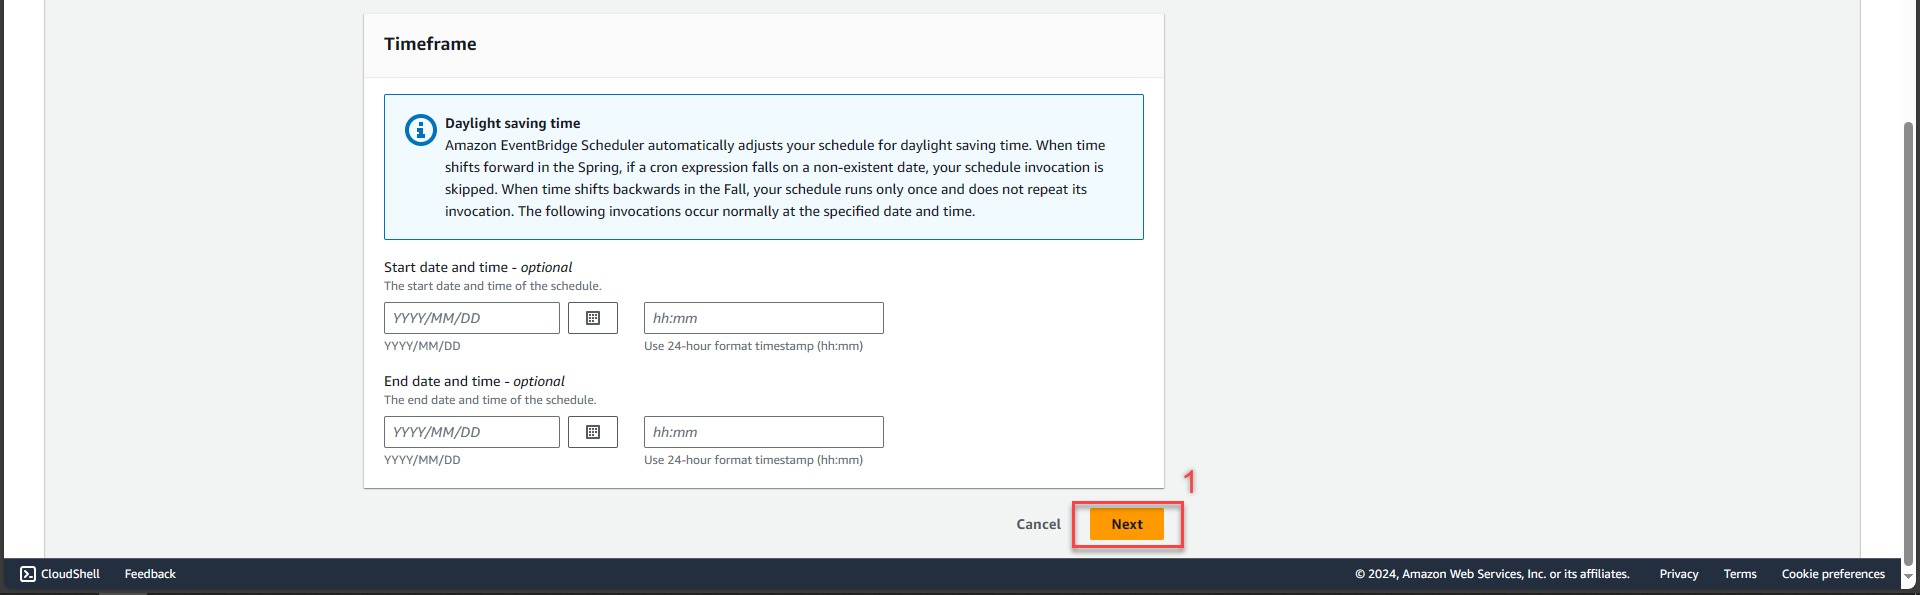 Timeframe
Daylight saving time
Amazon EventBridge Scheduler automatically adjusts your schedule for daylight saving time. When time
shifts forward in the Spring, if a cron expression falls on a non-existent date, your schedule invocation is
skipped. When time shifts backwards in the Fall, your schedule runs only once and does not repeat its
invocation. The following invocations occur normally at the specified date and time.
Start date and time - optional
The start date and time of the schedule.
YYYY/MM/DD hh:mm
YYYY/MM/DD Use 24-hour format timestamp (hh:mm)
End date and time - optional
The end date and time of the schedule.
YYYY/MM/DD hh:mm
YYYY/MM/DD Use 24-hour format timestamp (hh:mm)
1
Cancel Next
CloudShell Feedback © 2024, Amazon Web Services, Inc. or its affiliates. Privacy Terms Cookie preferences